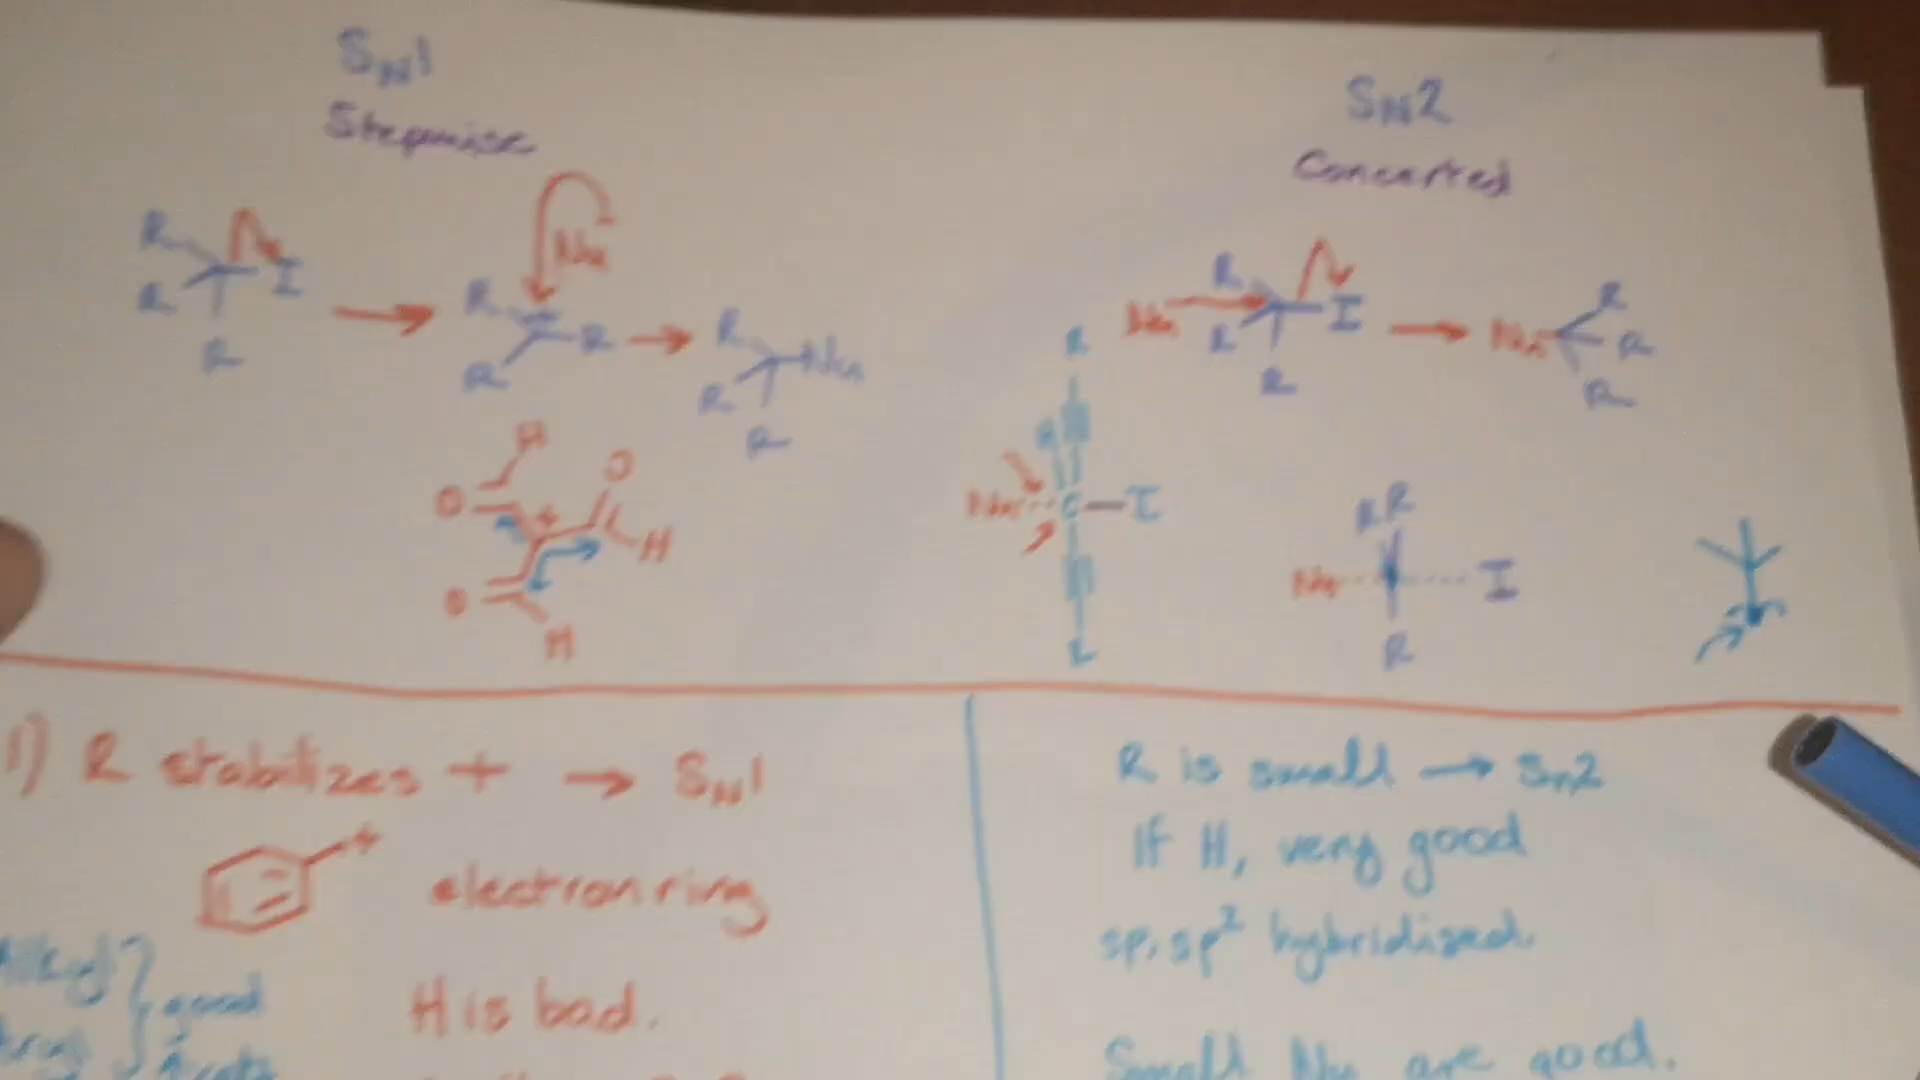 SN1
Stepwise
R
R
R
I
Nu
R
R
R
R
R
R
Nu
H
O
O
+
H
O
H
SN2
Concerted
Nu
R
R
R
I
Nu
R
R
R
R
R
Nu
C
I
R
R
Nu
I
R
1) R stabilizes + → SN1
+
electron ring
H is bad.
good
R is small → SN2
If H, very good
sp, sp² hybridised.
Small Nu are good.